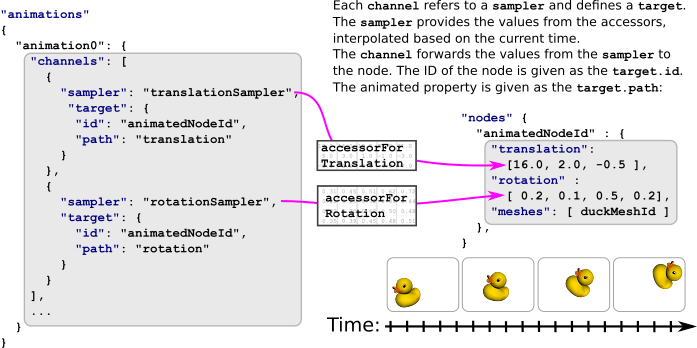 "animations"
{
"animation0": {
"channels": [
{
"sampler": "translationSampler",
"target": {
"id": "animatedNodeId",
"path": "translation"
}
},
{
"sampler": "rotationSampler",
"target": {
"id": "animatedNodeId",
"path": "rotation"
}
}
],
...
}
}
Each channel refers to a sampler and defines a target.
The sampler provides the values from the accessors,
interpolated based on the current time.
The channel forwards the values from the sampler to
the node. The ID of the node is given as the target.id.
The animated property is given as the target.path:
accessorFor
Translation
accessorFor
Rotation
"nodes" {
"animatedNodeId" : {
"translation":
[16.0, 2.0, -0.5 ],
"rotation" :
[ 0.2, 0.1, 0.5, 0.2],
"meshes": [ duckMeshId ]
},
}
Time: